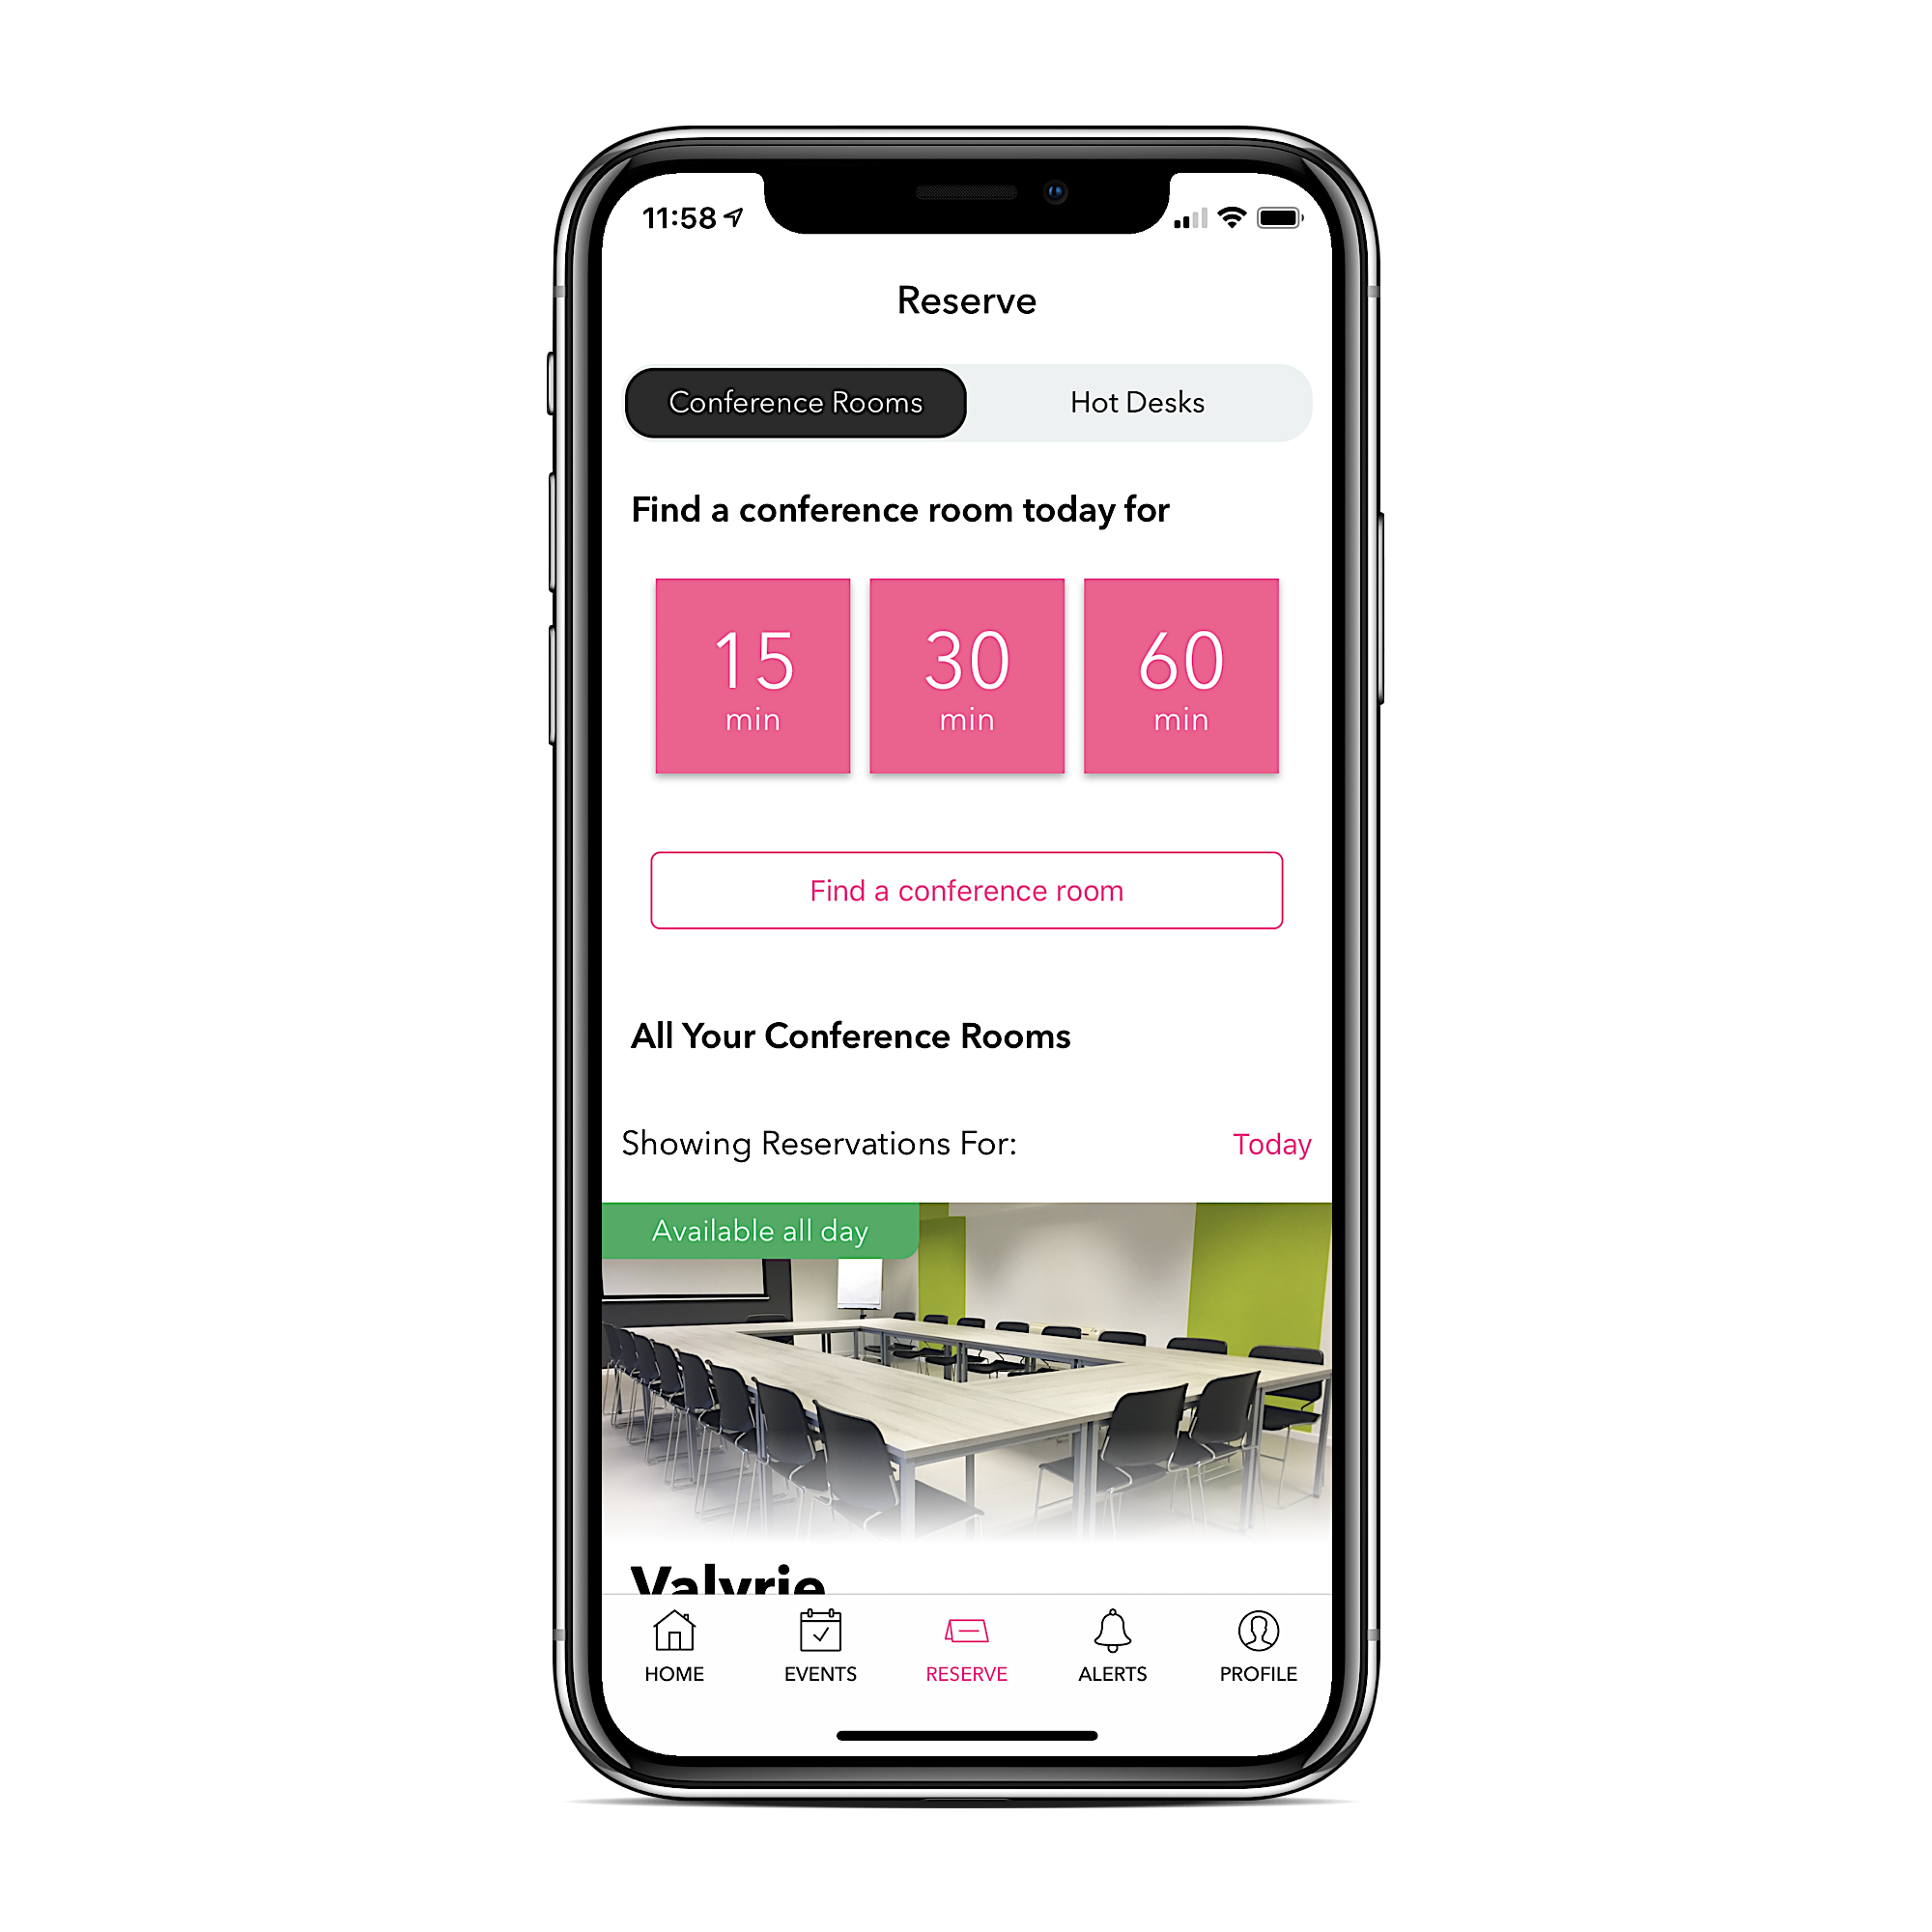 11:58
Reserve
Conference Rooms
Hot Desks
Find a conference room today for
15
min
30
min
60
min
Find a conference room
All Your Conference Rooms
Showing Reservations For:
Today
Available all day
Valyrie
HOME
EVENTS
RESERVE
ALERTS
PROFILE